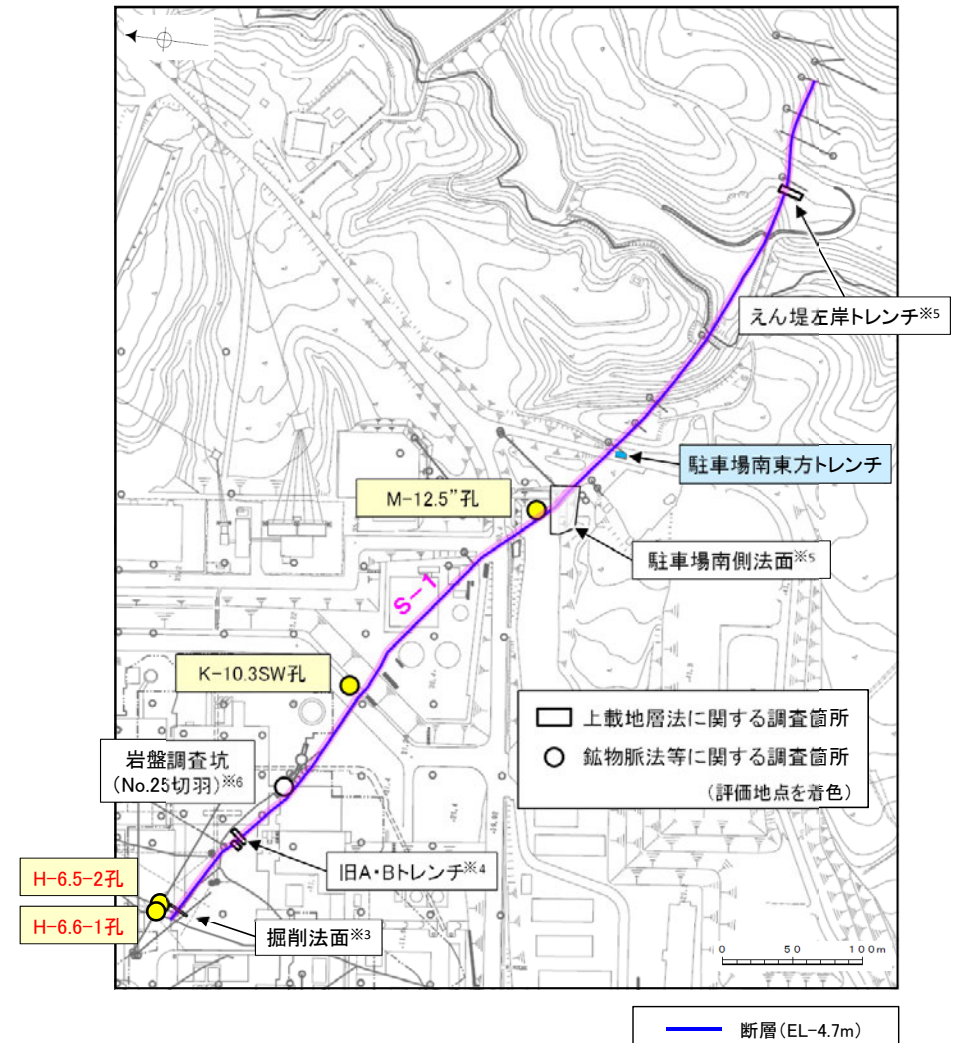 えん堤左岸トレンチ※5
駐車場南東方トレンチ
M-12.5”孔
駐車場南側法面※5
S-1
K-10.3SW孔
上載地層法に関する調査箇所
鉱物脈法等に関する調査箇所
(評価地点を着色)
岩盤調査坑
(No.25切羽)※6
旧A・Bトレンチ※4
H-6.5-2孔
H-6.6-1孔
掘削法面※3
0 50 100m
断層(EL-4.7m)